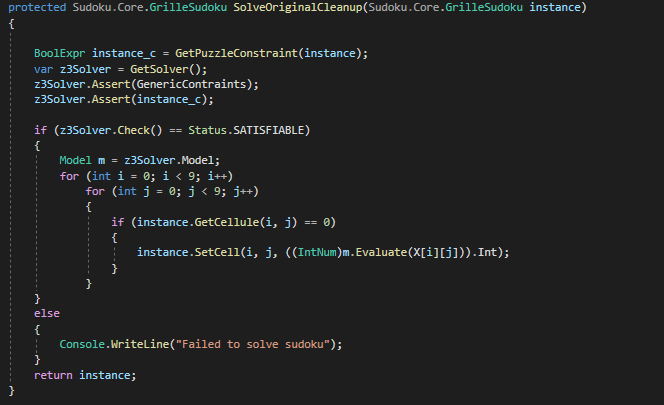 protected Sudoku.Core.GrilleSudoku SolveOriginalCleanup(Sudoku.Core.GrilleSudoku instance)
{
BoolExpr instance_c = GetPuzzleConstraint(instance);
var z3Solver = GetSolver();
z3Solver.Assert(GenericContraints);
z3Solver.Assert(instance_c);
if (z3Solver.Check() == Status.SATISFIABLE)
{
Model m = z3Solver.Model;
for (int i = 0; i < 9; i++)
for (int j = 0; j < 9; j++)
{
if (instance.GetCellule(i, j) == 0)
{
instance.SetCell(i, j, ((IntNum)m.Evaluate(X[i][j])).Int);
}
}
}
else
{
Console.WriteLine("Failed to solve sudoku");
}
return instance;
}